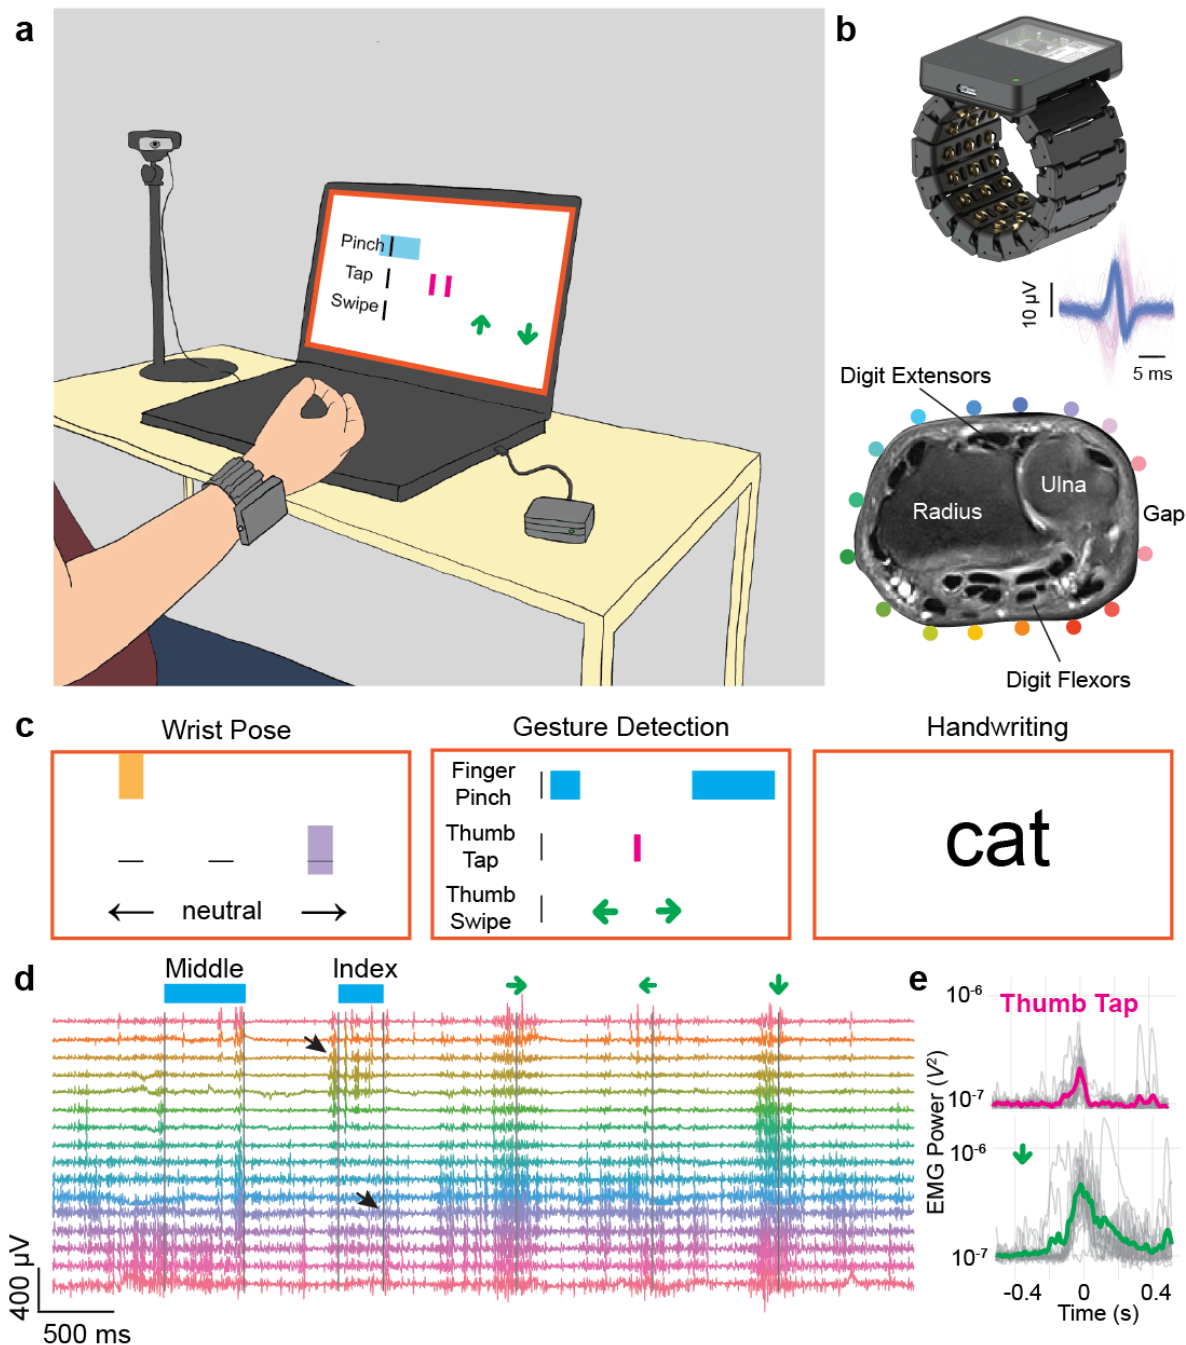 a
Pinch
Tap
Swipe
b
10 µV
5 ms
Digit Extensors
Radius
Ulna
Gap
Digit Flexors
c
Wrist Pose
neutral
Gesture Detection
Finger
Pinch
Thumb
Tap
Thumb
Swipe
Handwriting
cat
d
Middle
Index
400 µV
500 ms
e
Thumb Tap
10⁻⁶
10⁻⁷
10⁻⁶
10⁻⁷
EMG Power (V²)
-0.4
0
0.4
Time (s)